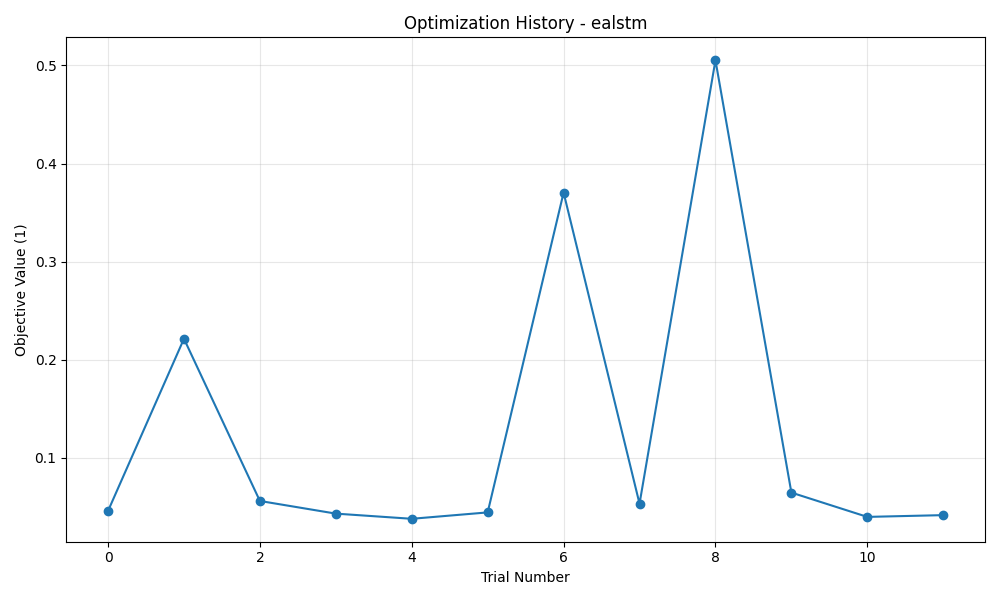 Optimization History - ealstm
0.5
0.4
0.3
0.2
0.1
Objective Value (1)
0 2 4 6 8 10
Trial Number